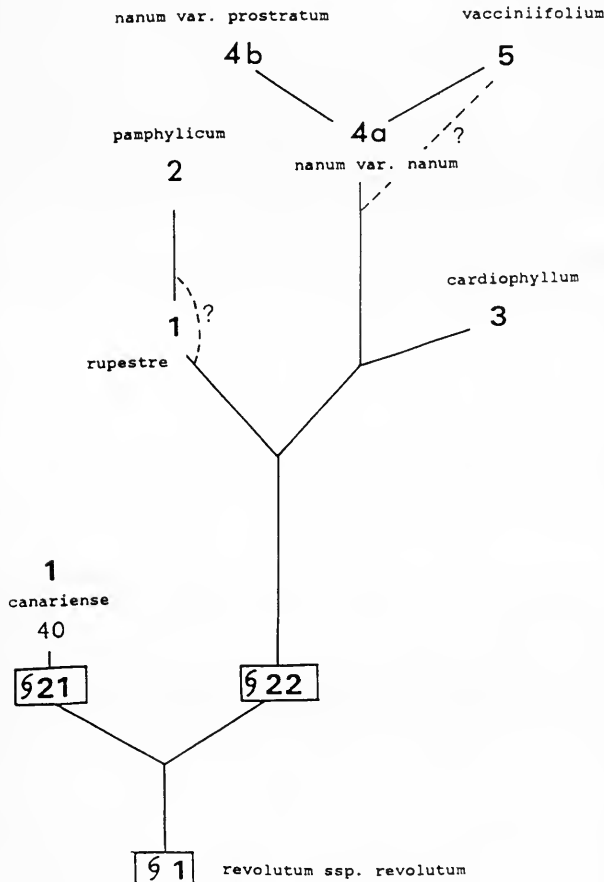 nanum var. prostratum
vacciniifolium
4b
5
4a
?
pamphylicum
nanum var. nanum
2
cardiophyllum
3
1
?
rupestre
1
canariense
40
§21
§22
§1
revolutum ssp. revolutum